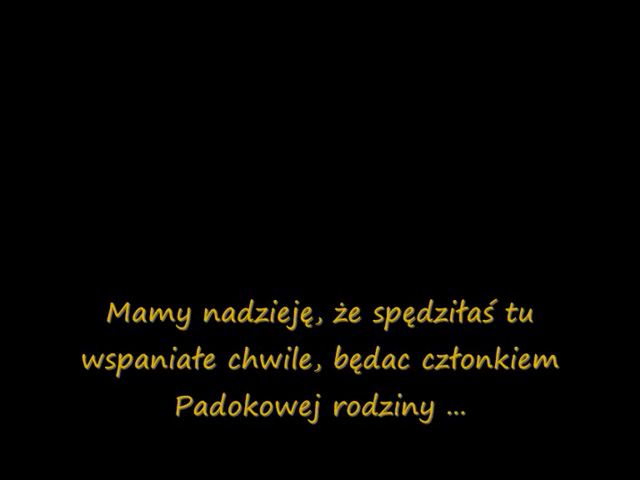 Mamy nadzieję, że spędziłaś tu
wspaniałe chwile, będac członkiem
Padokowej rodziny ...